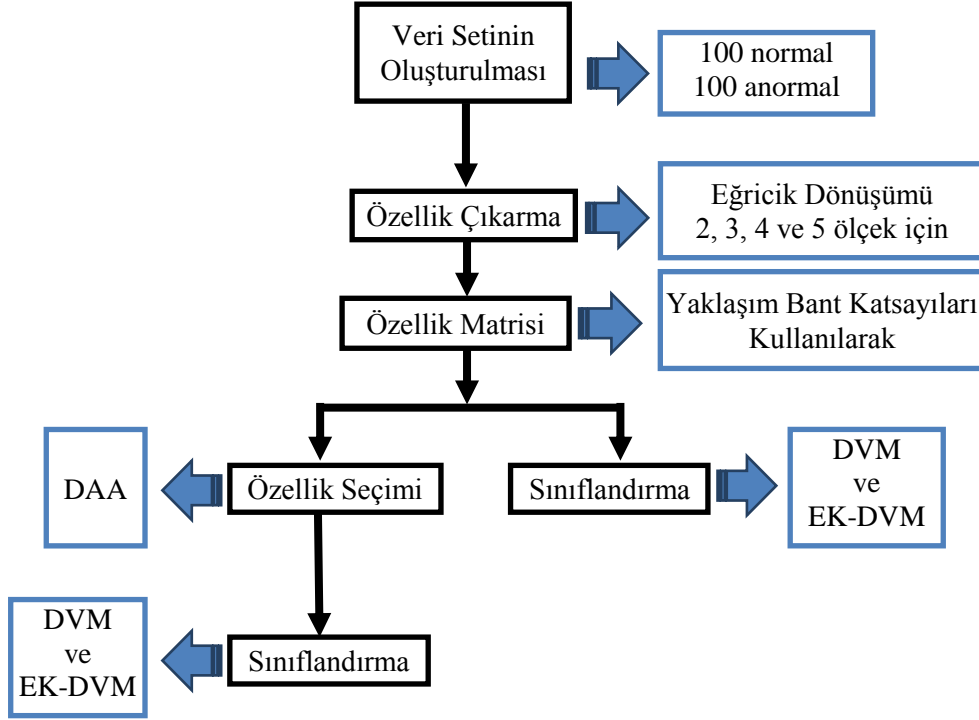 Veri Setinin
Oluşturulması
100 normal
100 anormal
Özellik Çıkarma
Eğricik Dönüşümü
2, 3, 4 ve 5 ölçek için
Özellik Matrisi
Yaklaşım Bant Katsayıları
Kullanılarak
DAA
Özellik Seçimi
Sınıflandırma
DVM
ve
EK-DVM
DVM
ve
EK-DVM
Sınıflandırma